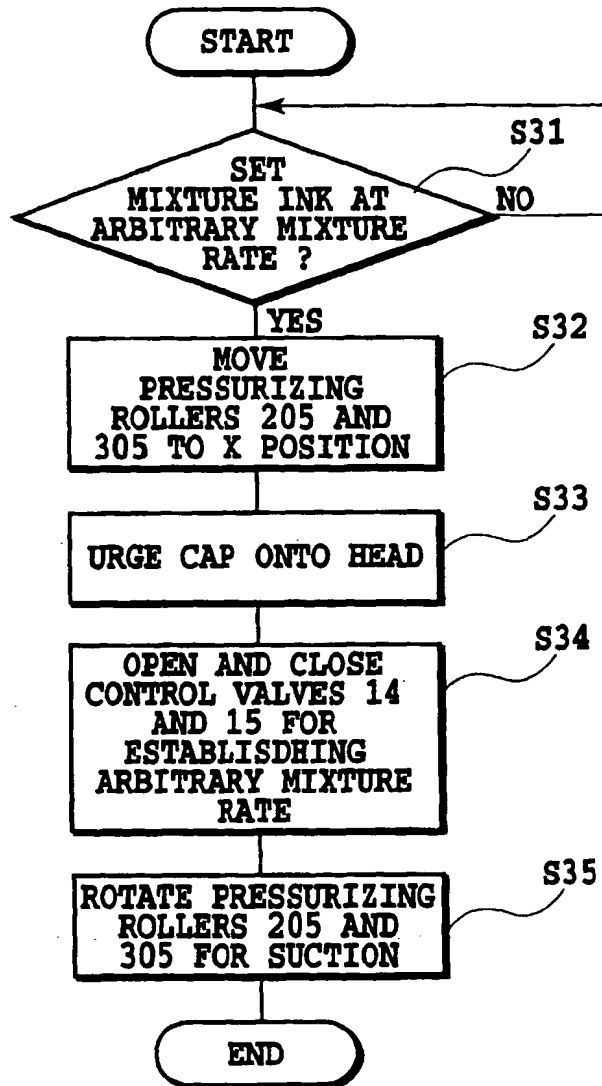 START
S31
SET
MIXTURE INK AT
ARBITRARY MIXTURE
RATE ?
NO
YES
S32
MOVE
PRESSURIZING
ROLLERS 205 AND
305 TO X POSITION
S33
URGE CAP ONTO HEAD
S34
OPEN AND CLOSE
CONTROL VALVES 14
AND 15 FOR
ESTABLISDHING
ARBITRARY MIXTURE
RATE
S35
ROTATE PRESSURIZING
ROLLERS 205 AND
305 FOR SUCTION
END